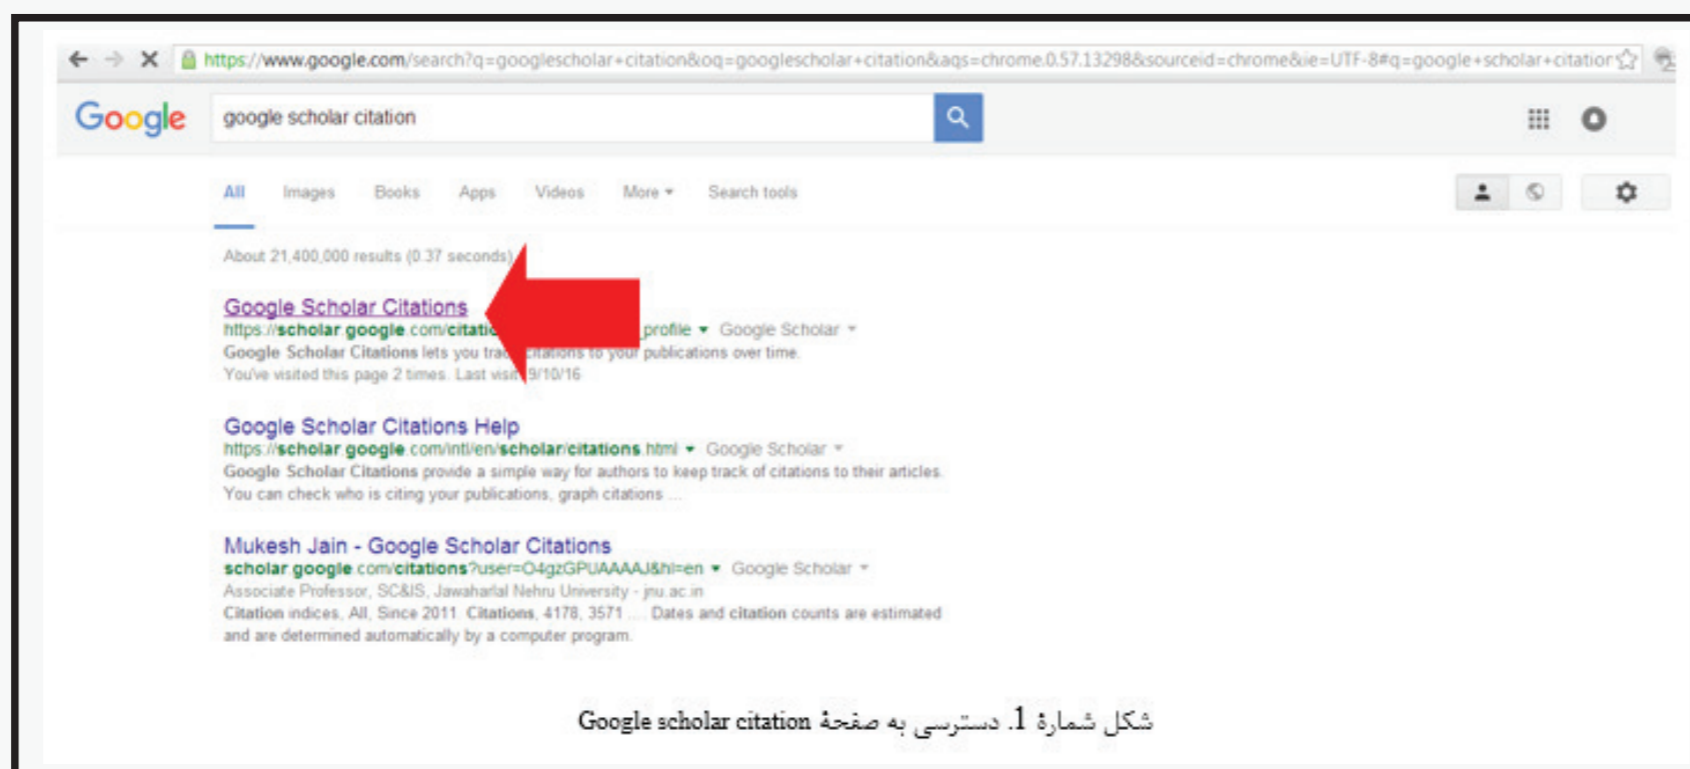 https://www.google.com/search?q=googlescholar+citation&oq=googlescholar+citation&aqs=chrome.0.57.13298&sourceid=chrome&ie=UTF-8#q=google+scholar+citation
Google google scholar citation
All Images Books Apps Videos More Search tools
About 21,400,000 results (0.37 seconds)
Google Scholar Citations
https://scholar.google.com/citatio profile Google Scholar
Google Scholar Citations lets you trac citations to your publications over time.
You've visited this page 2 times. Last visit 9/10/16
Google Scholar Citations Help
https://scholar.google.com/intl/en/scholar/citations.html Google Scholar
Google Scholar Citations provide a simple way for authors to keep track of citations to their articles.
You can check who is citing your publications, graph citations ...
Mukesh Jain - Google Scholar Citations
scholar.google.com/citations?user=O4gzGPUAAAAJ&hl=en Google Scholar
Associate Professor, SC&IS, Jawaharlal Nehru University - jnu.ac.in
Citation indices, All, Since 2011. Citations, 4178, 3571 .... Dates and citation counts are estimated
and are determined automatically by a computer program.
شکل شمارهٔ 1. دسترسی به صفحهٔ Google scholar citation